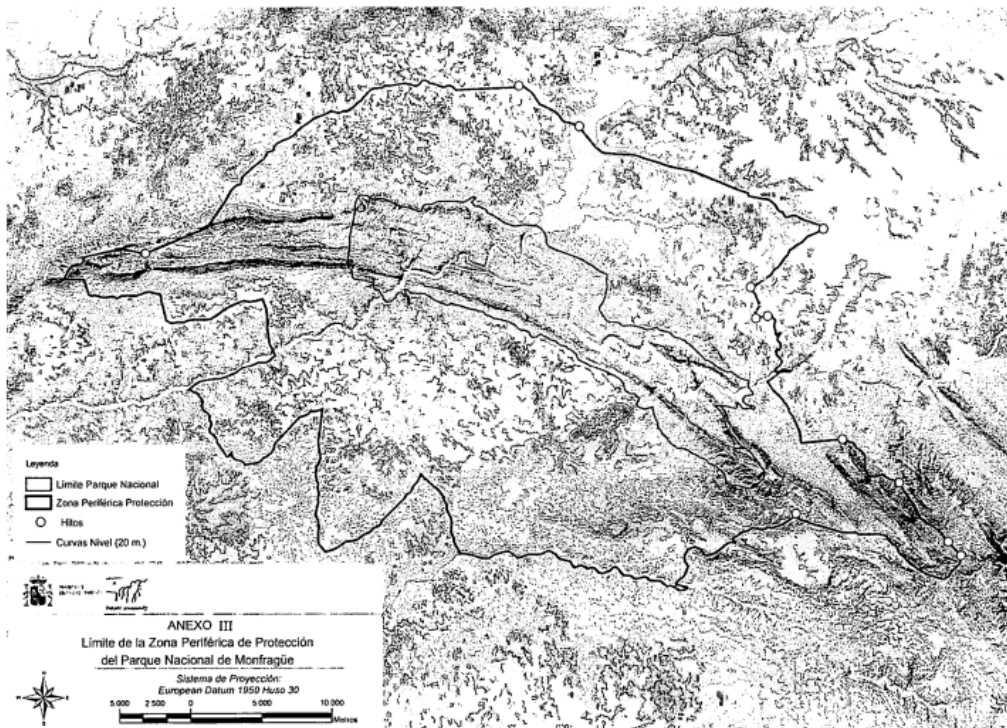 Leyenda
Límite Parque Nacional
Zona Periférica Protección
Hitos
Curvas Nivel (20 m.)
ANEXO III
Límite de la Zona Periférica de Protección
del Parque Nacional de Monfragüe
Sistema de Proyección:
European Datum 1950 Huso 30
5.000 2.500 0 5.000 10.000
Metros